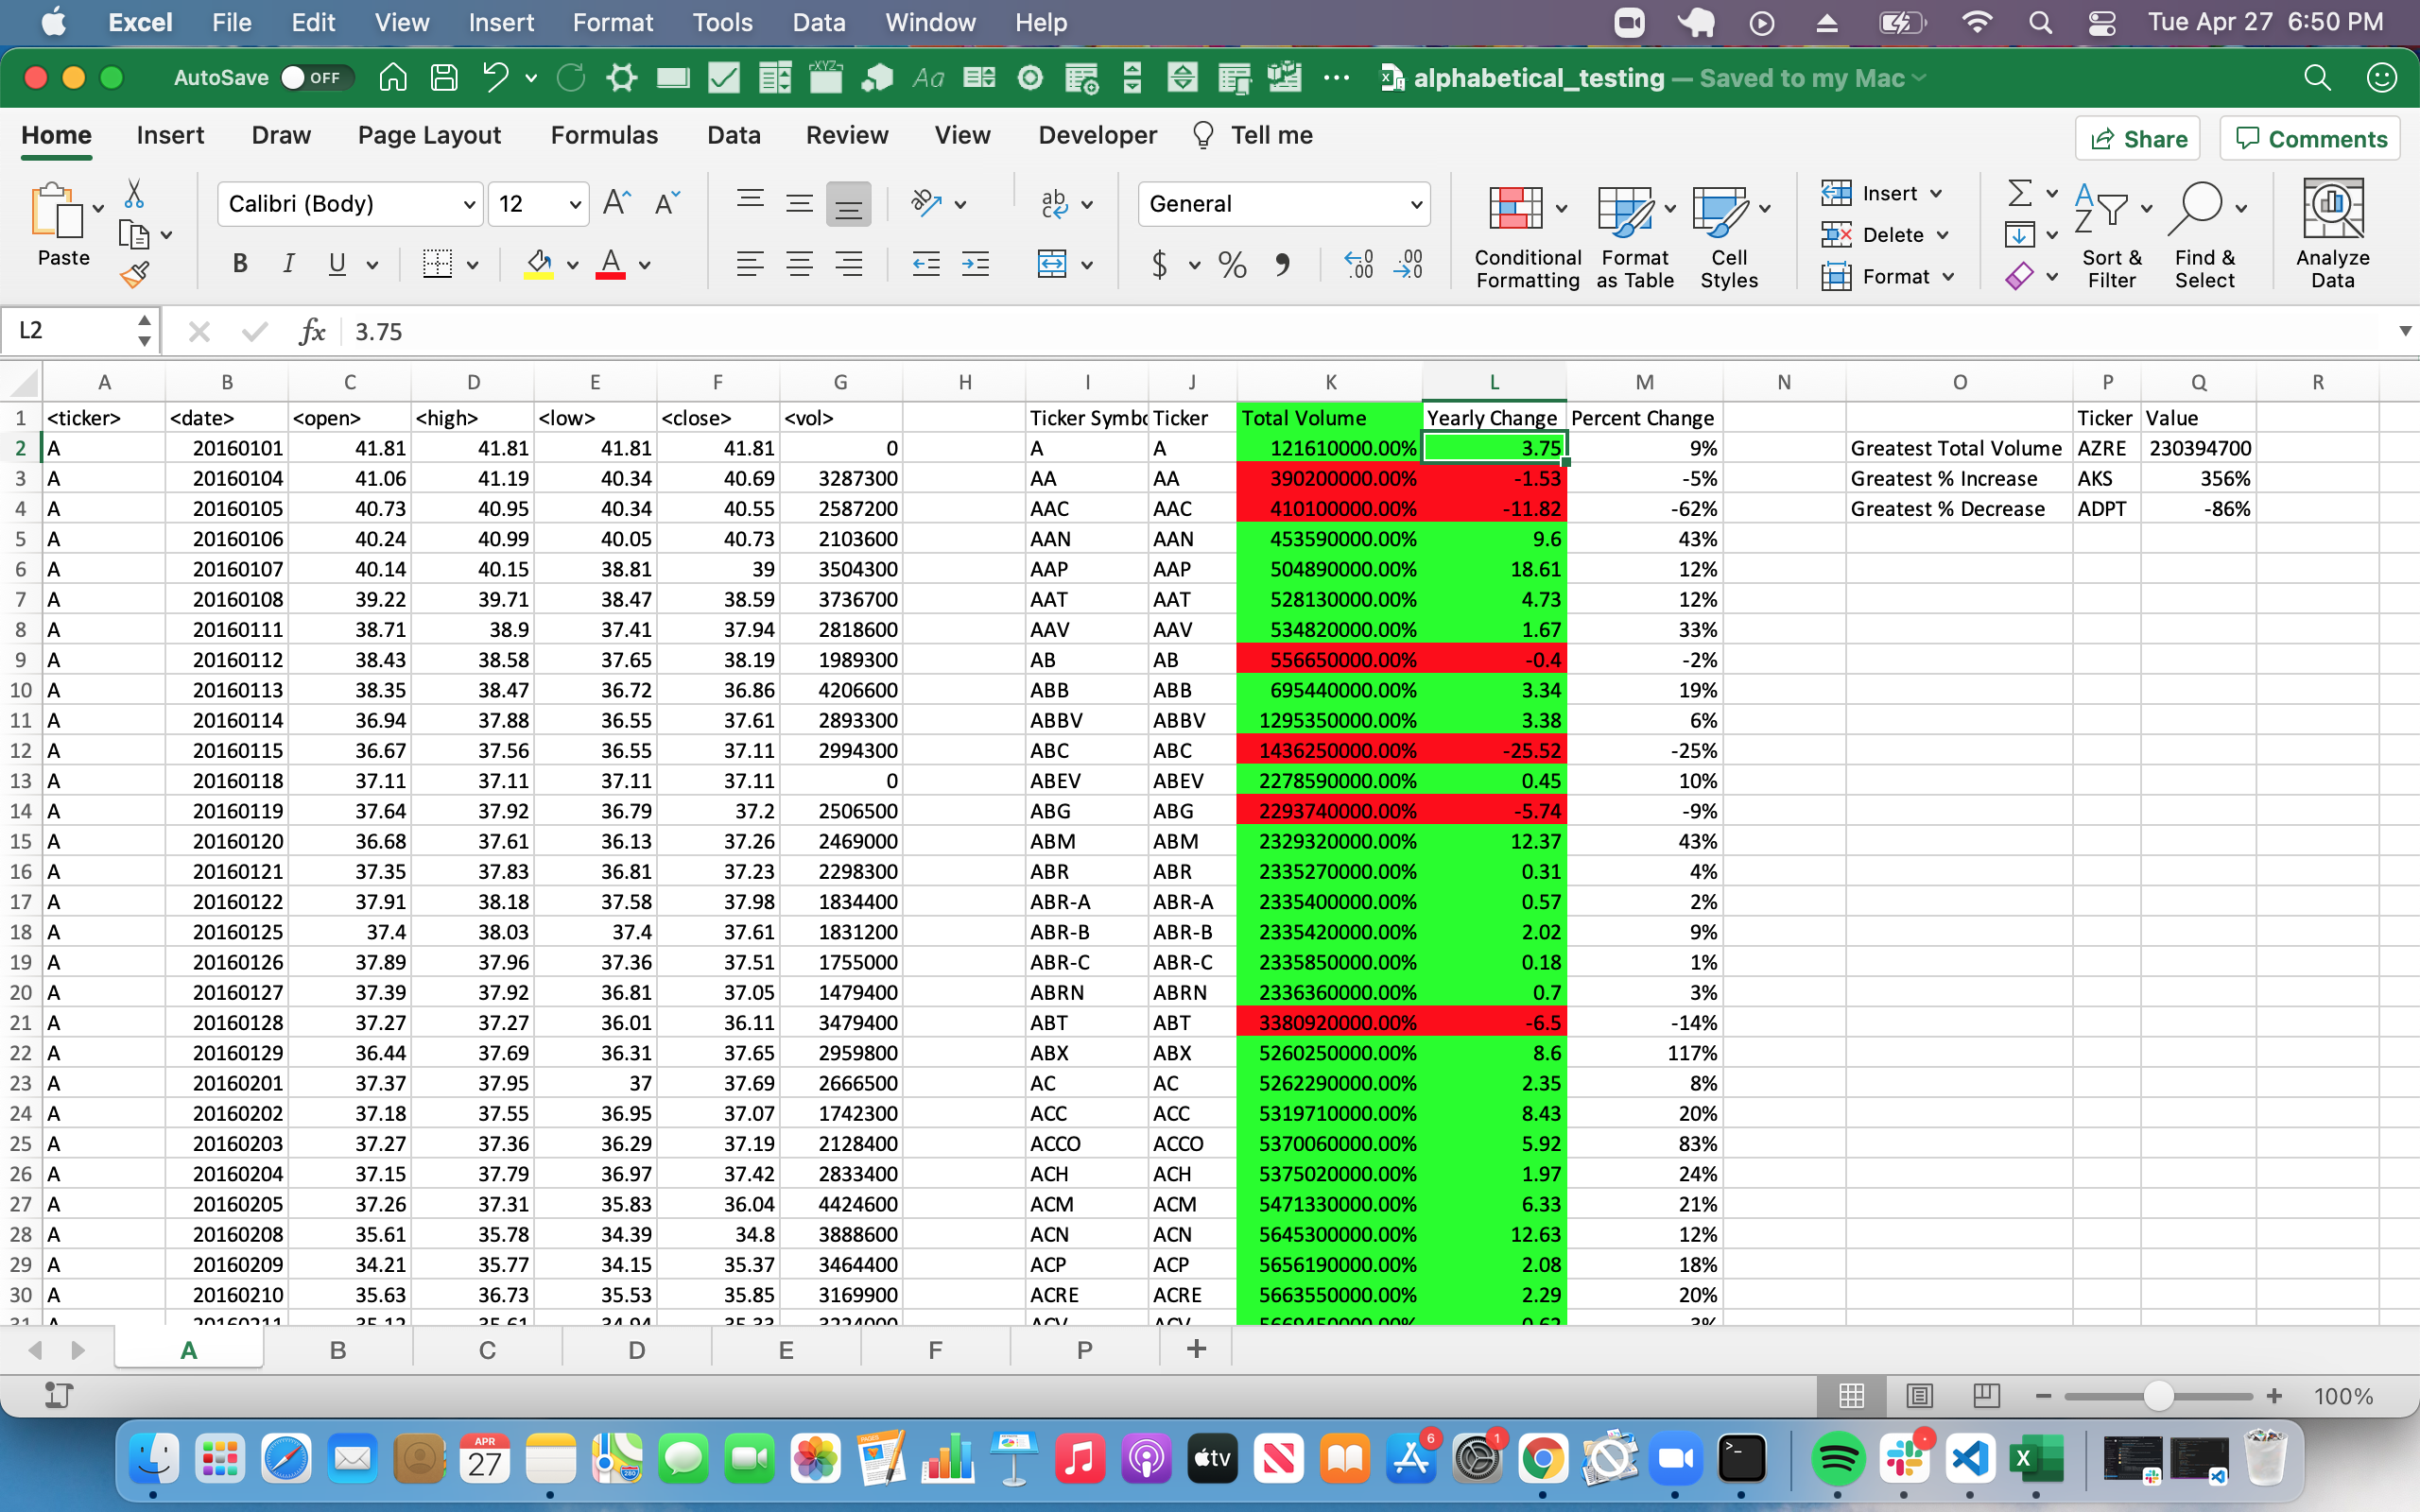 Excel File Edit View Insert Format Tools Data Window Help Tue Apr 27 6:50 PM
AutoSave OFF XYZ Aa alphabetical_testing — Saved to my Mac
Home Insert Draw Page Layout Formulas Data Review View Developer Tell me Share Comments
Paste Calibri (Body) 12 A A ab General Insert Delete Format
B I U A $ % Conditional Formatting Format as Table Cell Styles Sort & Filter Find & Select Analyze Data
L2 fx 3.75
A B C D E F G H I J K L M N O P Q R
1 <ticker> <date> <open> <high> <low> <close> <vol> Ticker Symbo Ticker Total Volume Yearly Change Percent Change Ticker Value
2 A 20160101 41.81 41.81 41.81 41.81 0 A A 121610000.00% 3.75 9% Greatest Total Volume AZRE 230394700
3 A 20160104 41.06 41.19 40.34 40.69 3287300 AA AA 390200000.00% -1.53 -5% Greatest % Increase AKS 356%
4 A 20160105 40.73 40.95 40.34 40.55 2587200 AAC AAC 410100000.00% -11.82 -62% Greatest % Decrease ADPT -86%
5 A 20160106 40.24 40.99 40.05 40.73 2103600 AAN AAN 453590000.00% 9.6 43%
6 A 20160107 40.14 40.15 38.81 39 3504300 AAP AAP 504890000.00% 18.61 12%
7 A 20160108 39.22 39.71 38.47 38.59 3736700 AAT AAT 528130000.00% 4.73 12%
8 A 20160111 38.71 38.9 37.41 37.94 2818600 AAV AAV 534820000.00% 1.67 33%
9 A 20160112 38.43 38.58 37.65 38.19 1989300 AB AB 556650000.00% -0.4 -2%
10 A 20160113 38.35 38.47 36.72 36.86 4206600 ABB ABB 695440000.00% 3.34 19%
11 A 20160114 36.94 37.88 36.55 37.61 2893300 ABBV ABBV 1295350000.00% 3.38 6%
12 A 20160115 36.67 37.56 36.55 37.11 2994300 ABC ABC 1436250000.00% -25.52 -25%
13 A 20160118 37.11 37.11 37.11 37.11 0 ABEV ABEV 2278590000.00% 0.45 10%
14 A 20160119 37.64 37.92 36.79 37.2 2506500 ABG ABG 2293740000.00% -5.74 -9%
15 A 20160120 36.68 37.61 36.13 37.26 2469000 ABM ABM 2329320000.00% 12.37 43%
16 A 20160121 37.35 37.83 36.81 37.23 2298300 ABR ABR 2335270000.00% 0.31 4%
17 A 20160122 37.91 38.18 37.58 37.98 1834400 ABR-A ABR-A 2335400000.00% 0.57 2%
18 A 20160125 37.4 38.03 37.4 37.61 1831200 ABR-B ABR-B 2335420000.00% 2.02 9%
19 A 20160126 37.89 37.96 37.36 37.51 1755000 ABR-C ABR-C 2335850000.00% 0.18 1%
20 A 20160127 37.39 37.92 36.81 37.05 1479400 ABRN ABRN 2336360000.00% 0.7 3%
21 A 20160128 37.27 37.27 36.01 36.11 3479400 ABT ABT 3380920000.00% -6.5 -14%
22 A 20160129 36.44 37.69 36.31 37.65 2959800 ABX ABX 5260250000.00% 8.6 117%
23 A 20160201 37.37 37.95 37 37.69 2666500 AC AC 5262290000.00% 2.35 8%
24 A 20160202 37.18 37.55 36.95 37.07 1742300 ACC ACC 5319710000.00% 8.43 20%
25 A 20160203 37.27 37.36 36.29 37.19 2128400 ACCO ACCO 5370060000.00% 5.92 83%
26 A 20160204 37.15 37.79 36.97 37.42 2833400 ACH ACH 5375020000.00% 1.97 24%
27 A 20160205 37.26 37.31 35.83 36.04 4424600 ACM ACM 5471330000.00% 6.33 21%
28 A 20160208 35.61 35.78 34.39 34.8 3888600 ACN ACN 5645300000.00% 12.63 12%
29 A 20160209 34.21 35.77 34.15 35.37 3464400 ACP ACP 5656190000.00% 2.08 18%
30 A 20160210 35.63 36.73 35.53 35.85 3169900 ACRE ACRE 5663550000.00% 2.29 20%
A B C D E F P +
100%
APR 27 280 tv 6 1